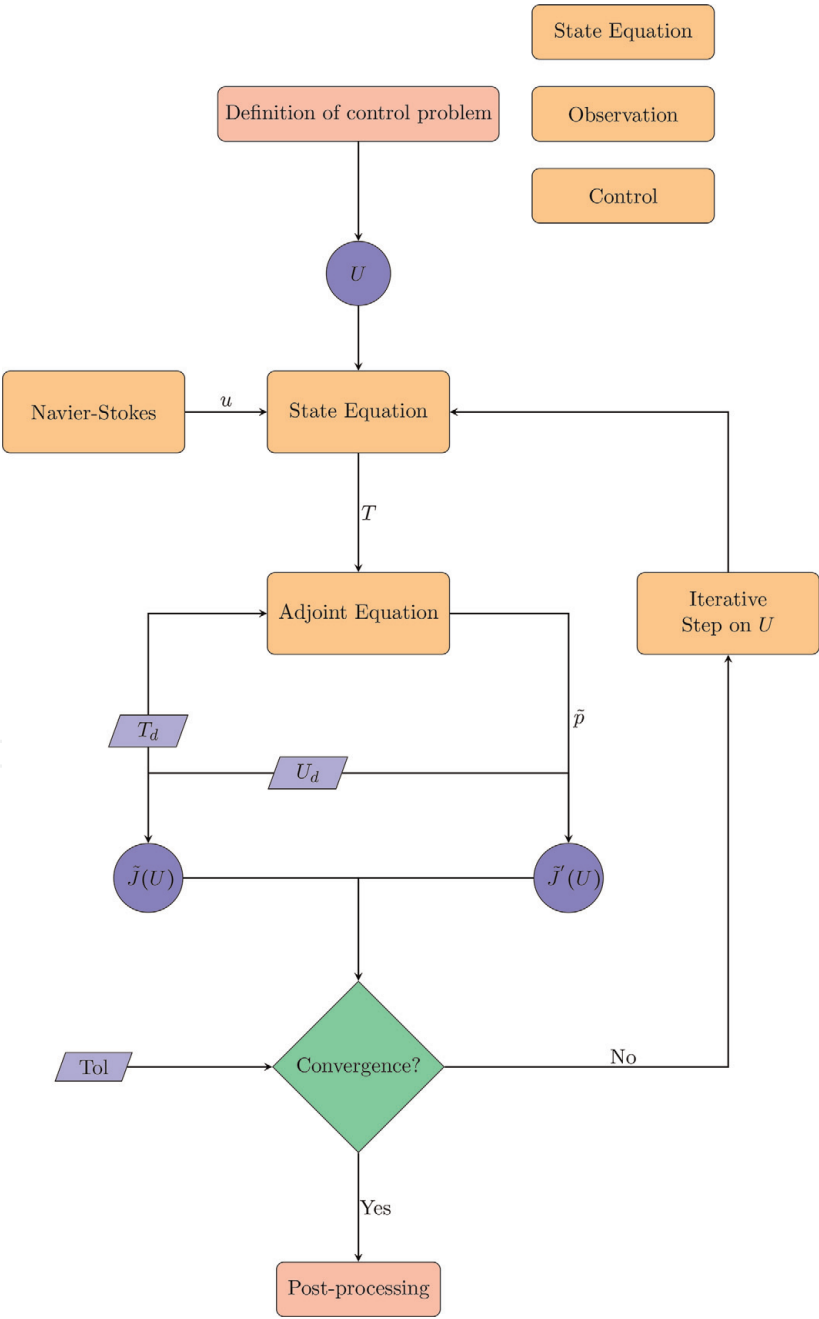 State Equation
Definition of control problem
Observation
Control
U
Navier-Stokes
u
State Equation
T
Adjoint Equation
Iterative
Step on U
T_d
p̃
U_d
J̃(U)
J̃′(U)
Tol
Convergence?
No
Yes
Post-processing